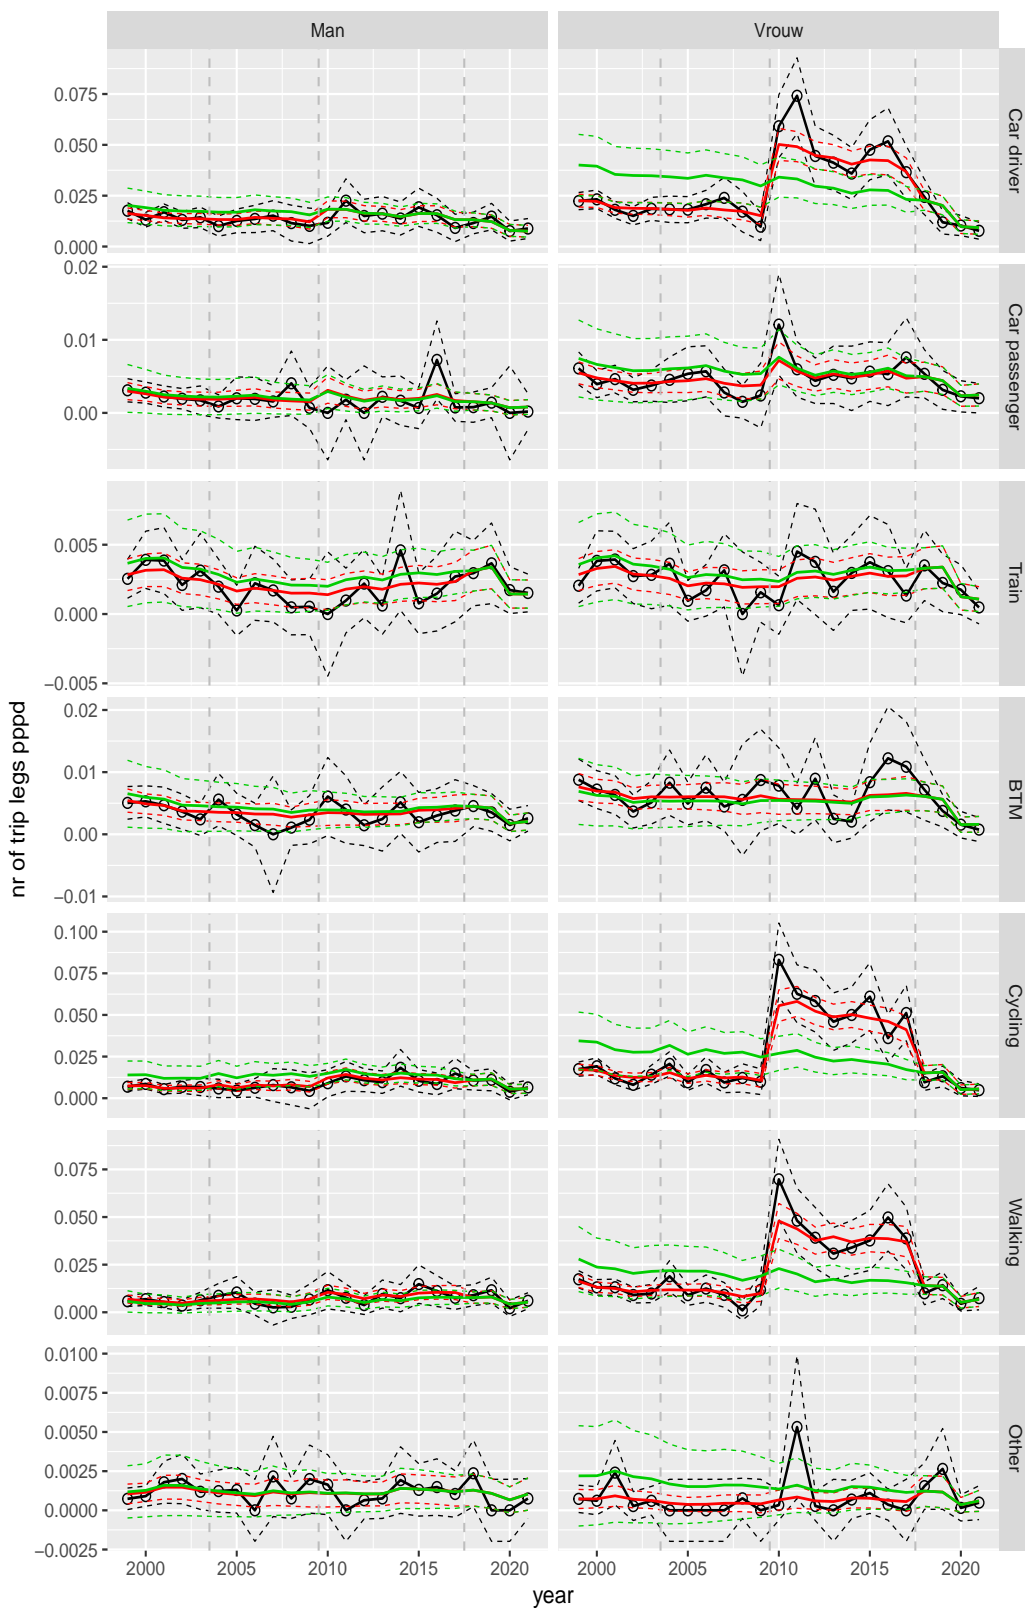 Man Vrouw
0.075
0.050
0.025
0.000
Car driver
0.02
0.01
0.00
Car passenger
0.005
0.000
−0.005
Train
0.02
0.01
0.00
−0.01
BTM
0.100
0.075
0.050
0.025
0.000
Cycling
0.075
0.050
0.025
0.000
Walking
0.0100
0.0075
0.0050
0.0025
0.0000
−0.0025
Other
2000 2005 2010 2015 2020 2000 2005 2010 2015 2020
year
nr of trip legs pppd